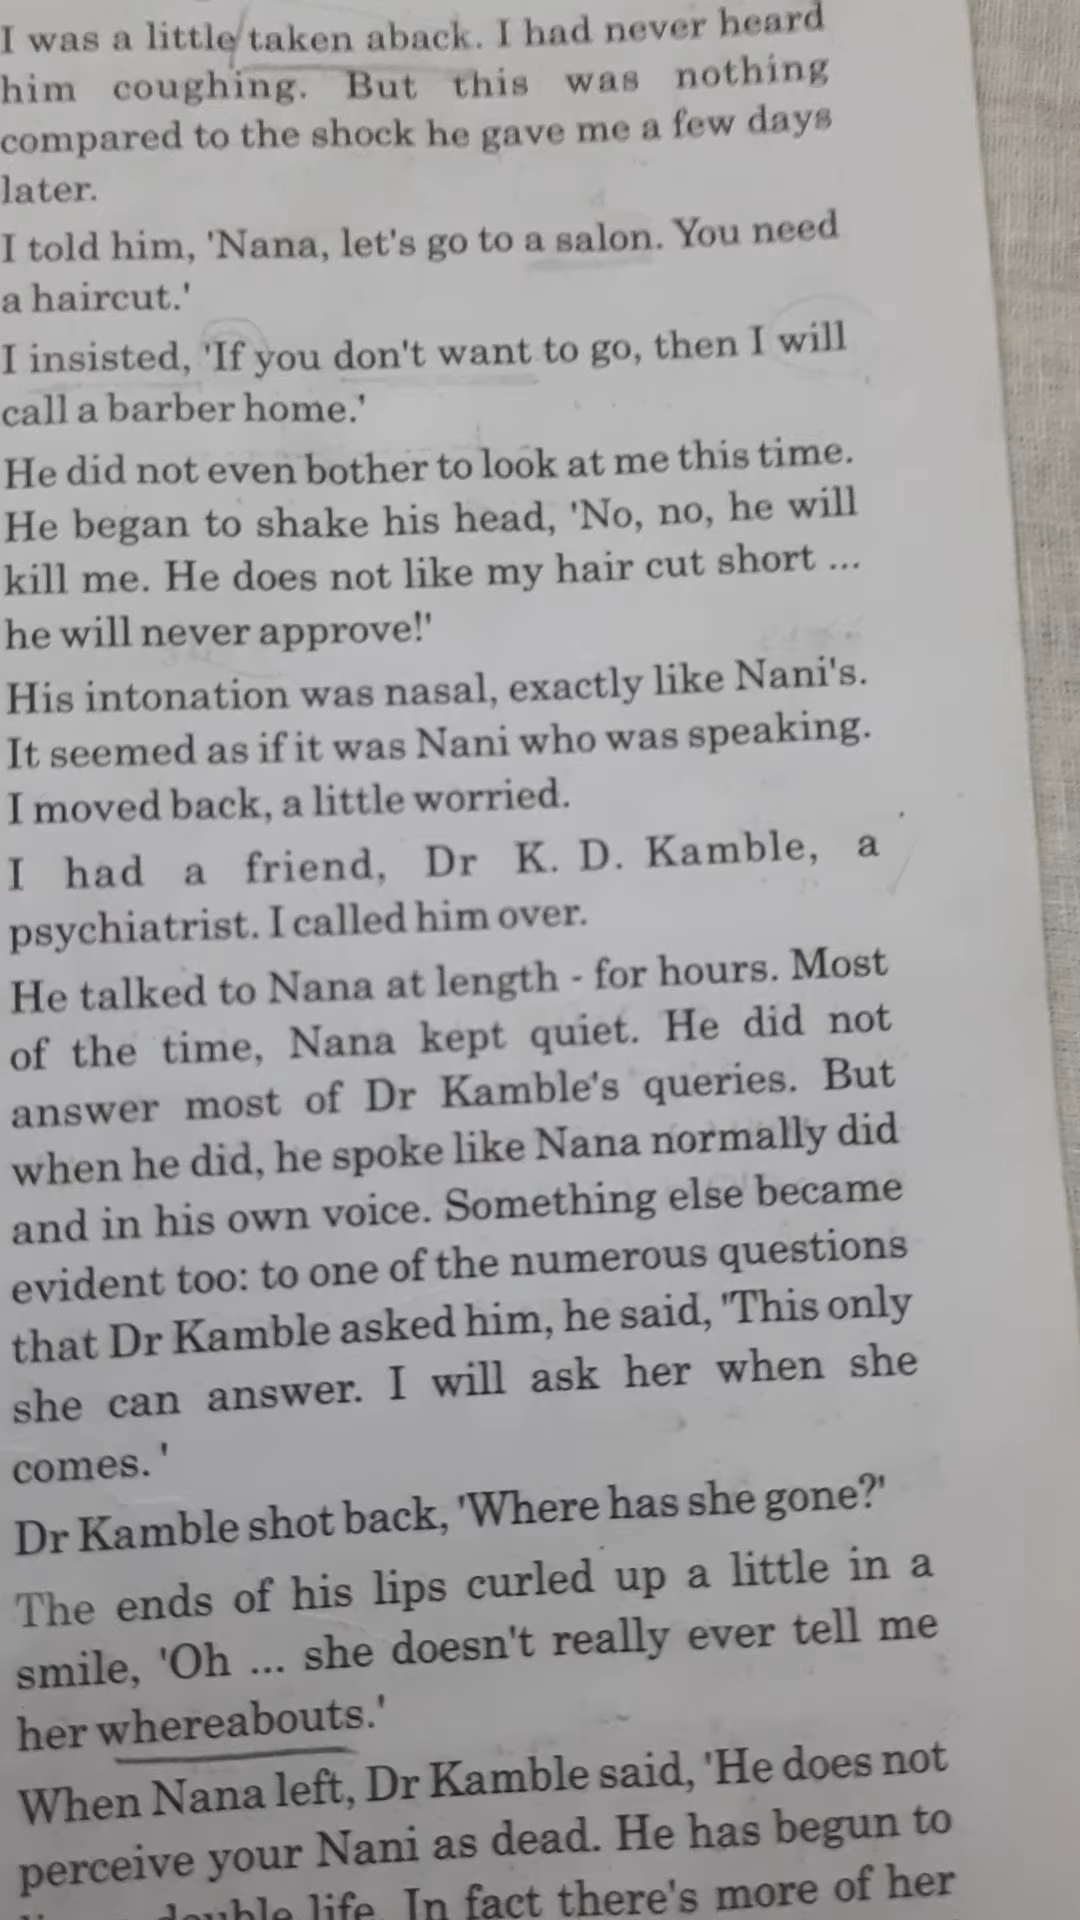 I was a little taken aback. I had never heard
him coughing. But this was nothing
compared to the shock he gave me a few days
later.
I told him, 'Nana, let's go to a salon. You need
a haircut.'
I insisted, 'If you don't want to go, then I will
call a barber home.'
He did not even bother to look at me this time.
He began to shake his head, 'No, no, he will
kill me. He does not like my hair cut short ...
he will never approve!'
His intonation was nasal, exactly like Nani's.
It seemed as if it was Nani who was speaking.
I moved back, a little worried.
I had a friend, Dr K. D. Kamble, a
psychiatrist. I called him over.
He talked to Nana at length - for hours. Most
of the time, Nana kept quiet. He did not
answer most of Dr Kamble's queries. But
when he did, he spoke like Nana normally did
and in his own voice. Something else became
evident too: to one of the numerous questions
that Dr Kamble asked him, he said, 'This only
she can answer. I will ask her when she
comes. '
Dr Kamble shot back, 'Where has she gone?'
The ends of his lips curled up a little in a
smile, 'Oh ... she doesn't really ever tell me
her whereabouts.'
When Nana left, Dr Kamble said, 'He does not
perceive your Nani as dead. He has begun to
double life. In fact there's more of her